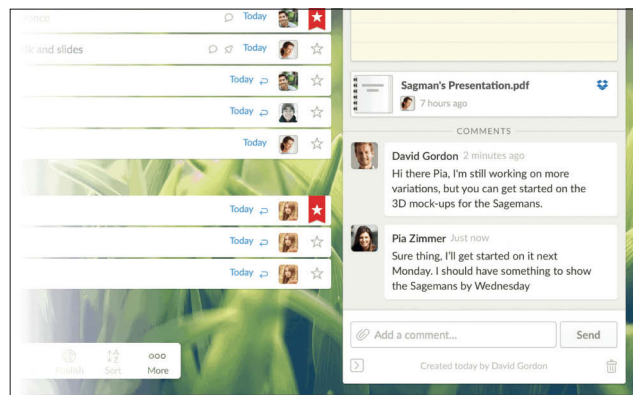 Today
lk and slides Today
Today
Today
Today
Today
Today
Today
Publish Sort More
Sagman's Presentation.pdf
7 hours ago
COMMENTS
David Gordon 2 minutes ago
Hi there Pia, I'm still working on more
variations, but you can get started on the
3D mock-ups for the Sagemans.
Pia Zimmer Just now
Sure thing, I'll get started on it next
Monday. I should have something to show
the Sagemans by Wednesday
Add a comment... Send
Created today by David Gordon